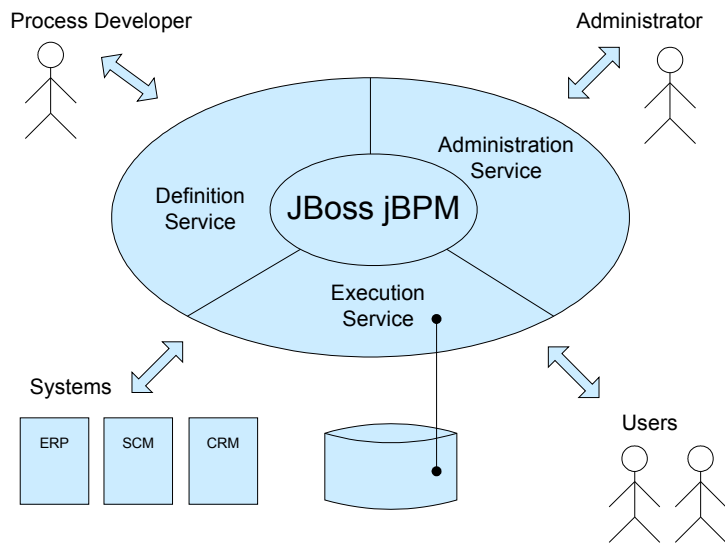 Process Developer
Administrator
Administration
Service
Definition
Service
JBoss jBPM
Execution
Service
Systems
ERP
SCM
CRM
Users